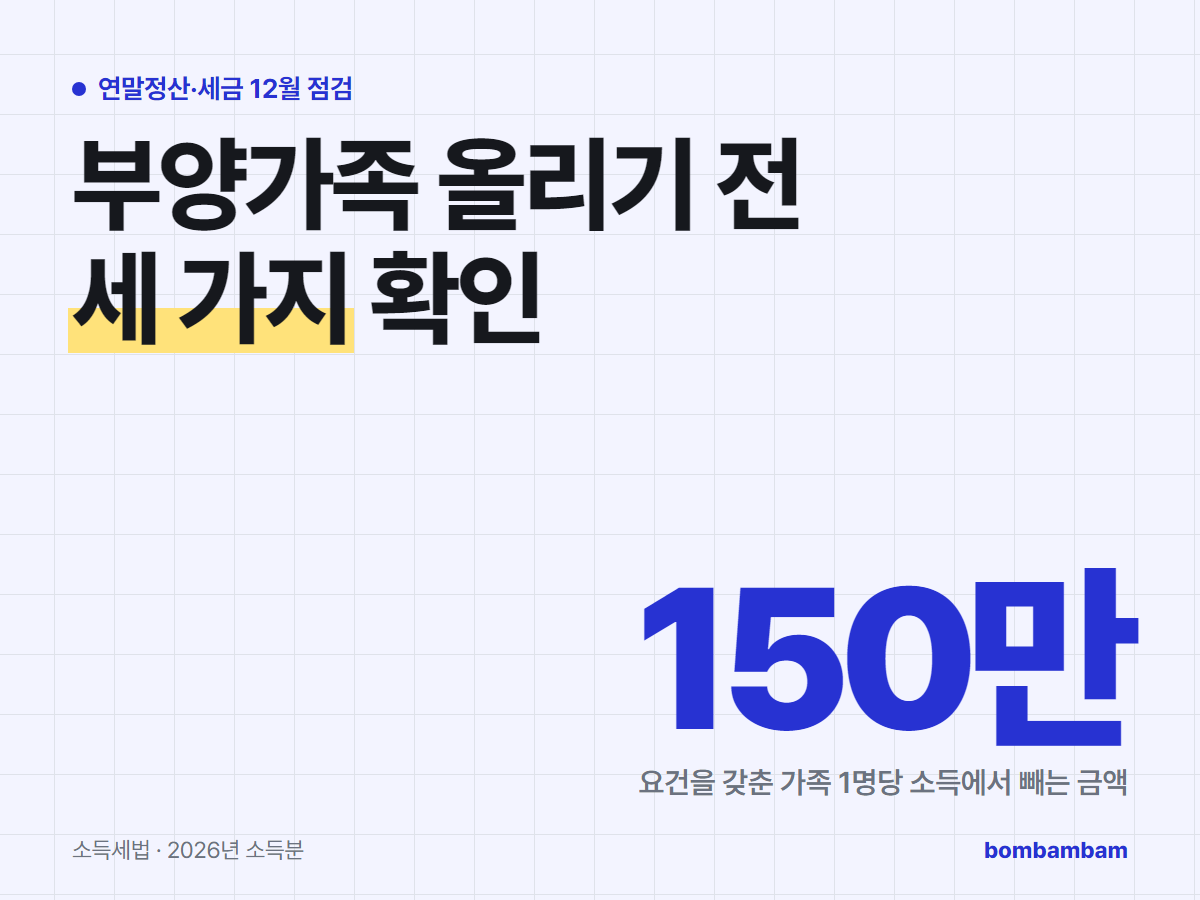 연말정산·세금 12월 점검
부양가족 올리기 전
세 가지 확인
150만
요건을 갖춘 가족 1명당 소득에서 빼는 금액
소득세법 · 2026년 소득분
bombambam